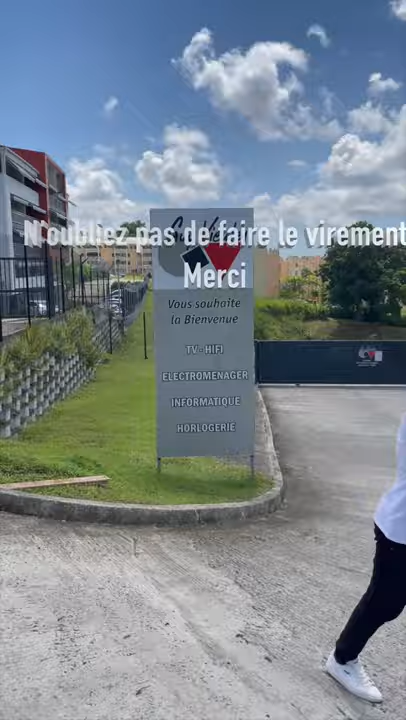 N'oubliez pas de faire le virement
Merci
Vous souhaite
la Bienvenue
TV - HIFI
ELECTROMENAGER
INFORMATIQUE
HORLOGERIE